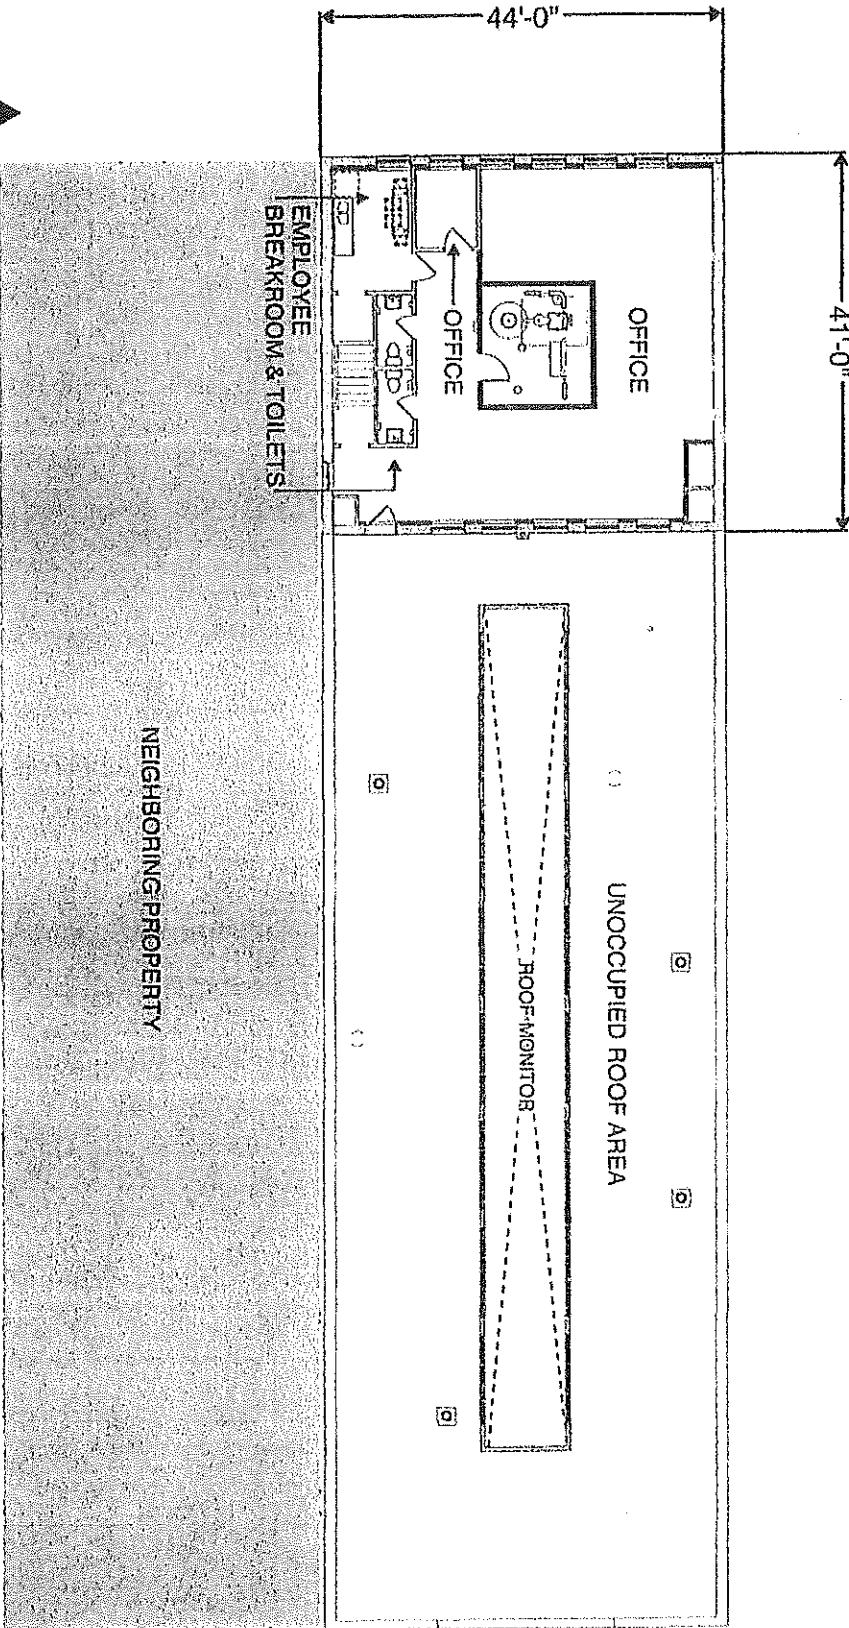 44'-0"
41'-0"
OFFICE
OFFICE
EMPLOYEE
BREAKROOM & TOILETS
UNOCCUPIED ROOF AREA
ROOF MONITOR
NEIGHBORING PROPERTY